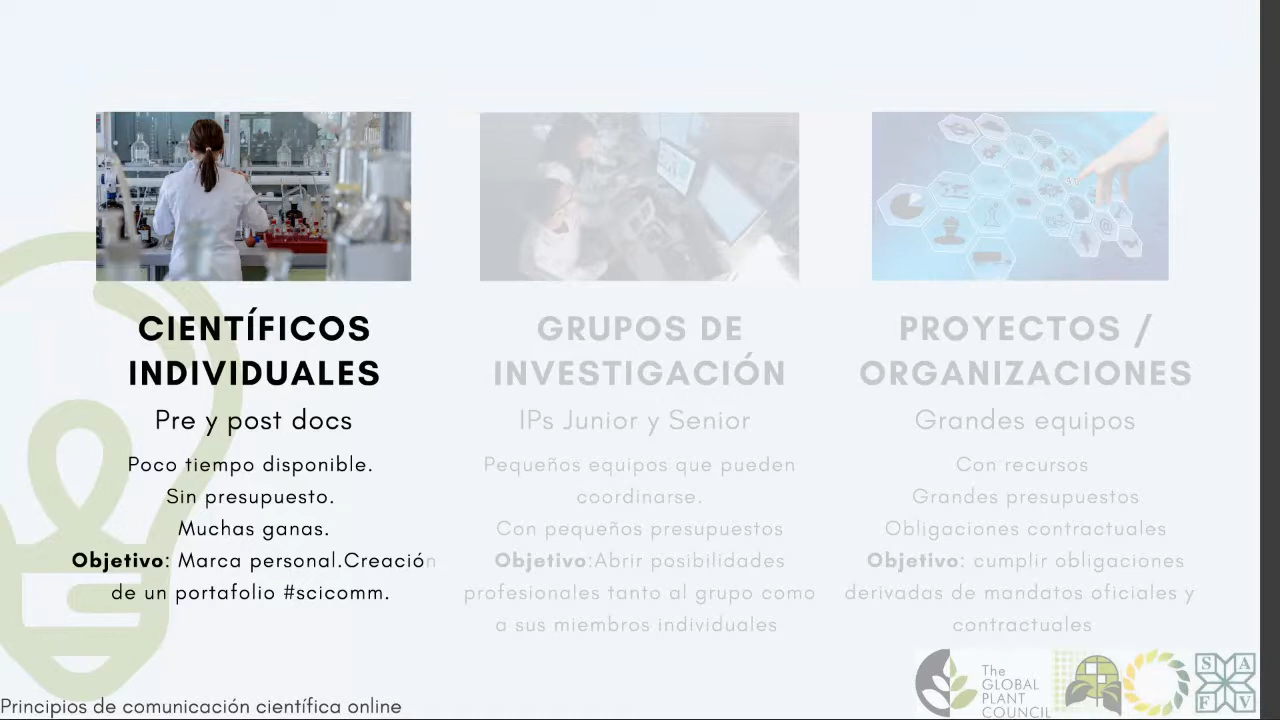 CIENTÍFICOS
INDIVIDUALES
Pre y post docs
Poco tiempo disponible.
Sin presupuesto.
Muchas ganas.
Objetivo: Marca personal.Creación
de un portafolio #scicomm.
GRUPOS DE
INVESTIGACIÓN
IPs Junior y Senior
Pequeños equipos que pueden
coordinarse.
Con pequeños presupuestos
Objetivo:Abrir posibilidades
profesionales tanto al grupo como
a sus miembros individuales
PROYECTOS /
ORGANIZACIONES
Grandes equipos
Con recursos
Grandes presupuestos
Obligaciones contractuales
Objetivo: cumplir obligaciones
derivadas de mandatos oficiales y
contractuales
Principios de comunicación científica online
The
GLOBAL
PLANT
COUNCIL
S A
F V